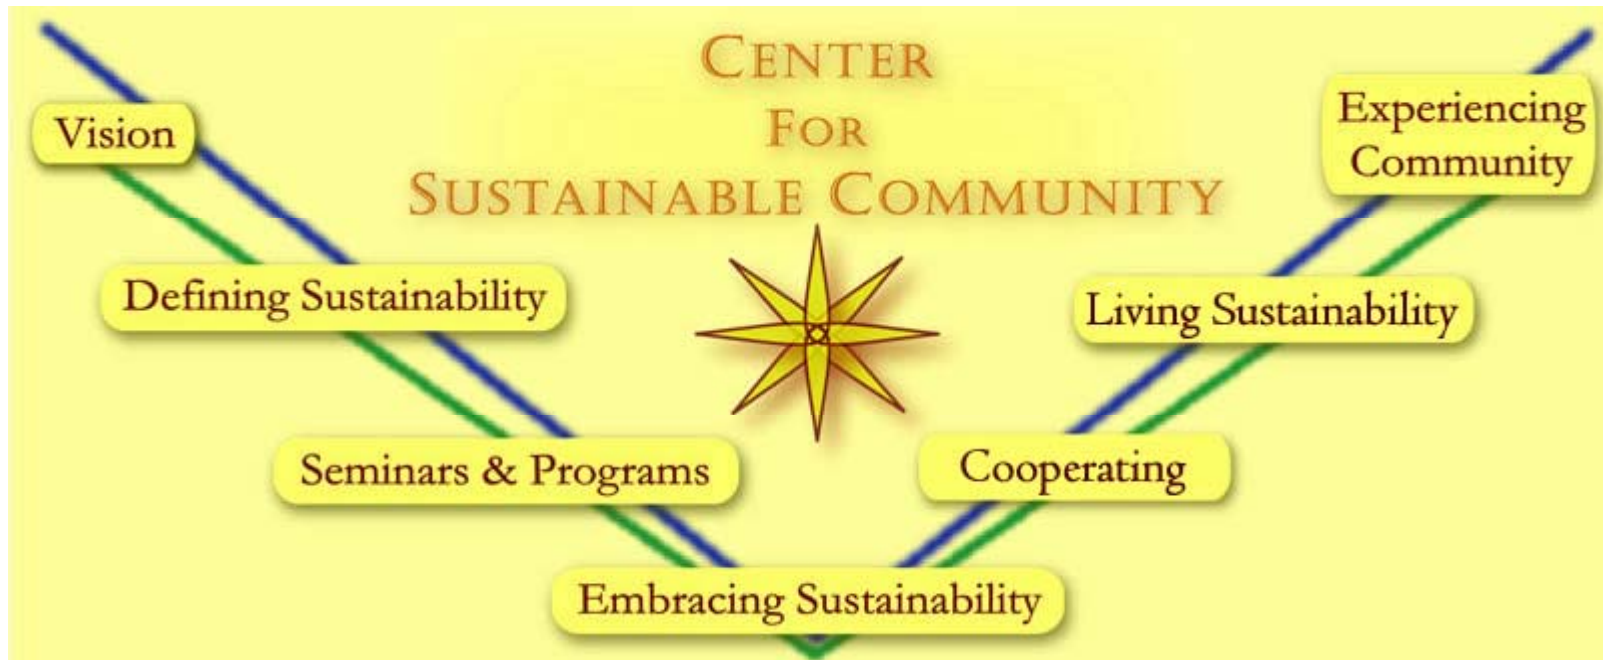 CENTER
FOR
SUSTAINABLE COMMUNITY
Vision
Defining Sustainability
Seminars & Programs
Embracing Sustainability
Cooperating
Living Sustainability
Experiencing
Community